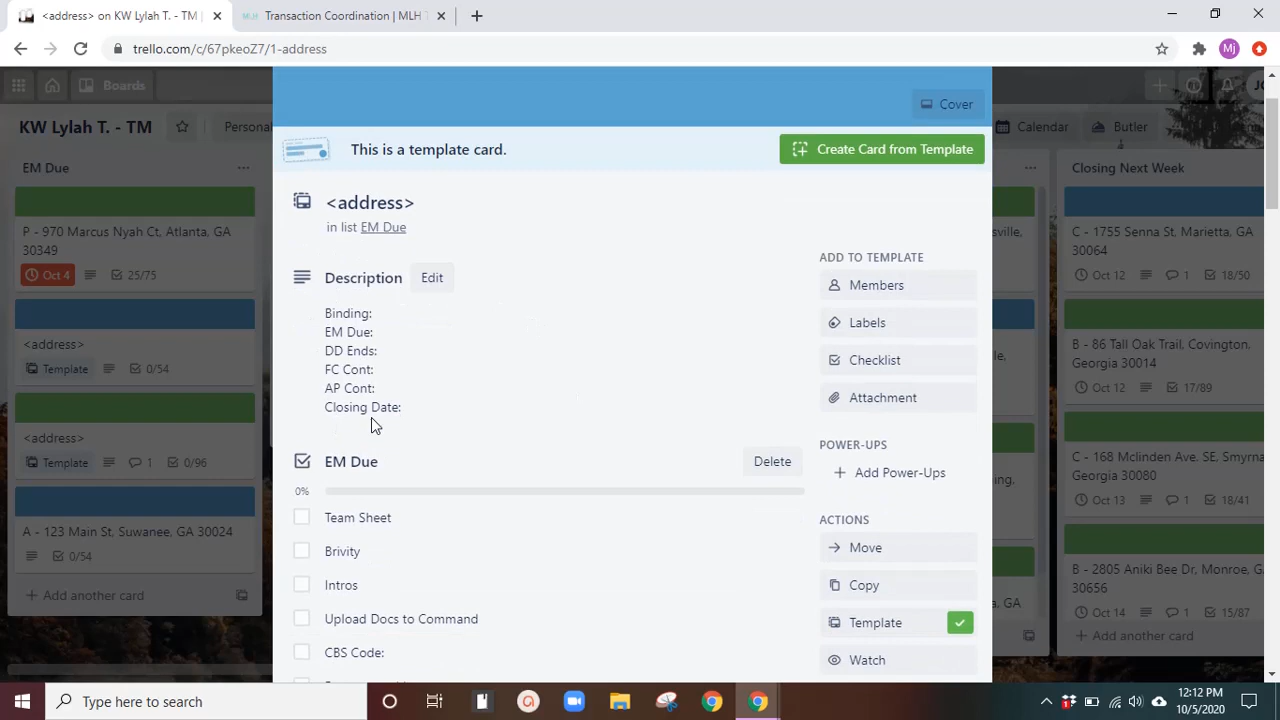 <address> on KW Lylah T. - TM |
Transaction Coordination | MLH T
trello.com/c/67pkeoZ7/1-address
Mj
Boards
KW Lylah T. - TM
Personal
Calendar
Butler
Cover
This is a template card.
Create Card from Template
<address>
in list EM Due
Description
Edit
Binding:
EM Due:
DD Ends:
FC Cont:
AP Cont:
Closing Date:
EM Due
Delete
0%
Team Sheet
Brivity
Intros
Upload Docs to Command
CBS Code:
ADD TO TEMPLATE
Members
Labels
Checklist
Attachment
POWER-UPS
Add Power-Ups
ACTIONS
Move
Copy
Template
Watch
EM Due
P - 970 Marcus Nyah Ct, Atlanta, GA
30349
Oct 4
25/75
<address>
Template
0/54
<address>
Template
1
0/96
A - 123 Main St, Suwanee, GA 30024
0/54
Add another card
Closing Next Week
C - 1755 Senna St, Marietta, GA
30064
Oct 12
1
18/50
B - 86 Tall Oak Trail, Covington,
Georgia 30014
Oct 12
17/89
C - 168 Mclinden Ave. SE, Smyrna,
Georgia 30080
Oct 13
1
18/41
B - 2805 Aniki Bee Dr, Monroe, GA
30656
Oct 14
1
15/87
Add another card
Type here to search
12:12 PM
10/5/2020